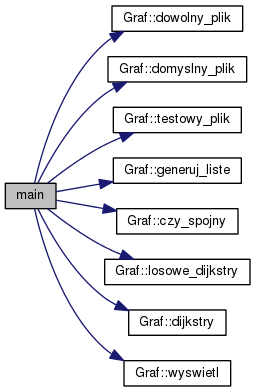 Graf::dowolny_plik
Graf::domyslny_plik
Graf::testowy_plik
Graf::generuj_liste
main
Graf::czy_spojny
Graf::losowe_dijkstry
Graf::dijkstry
Graf::wyswietl